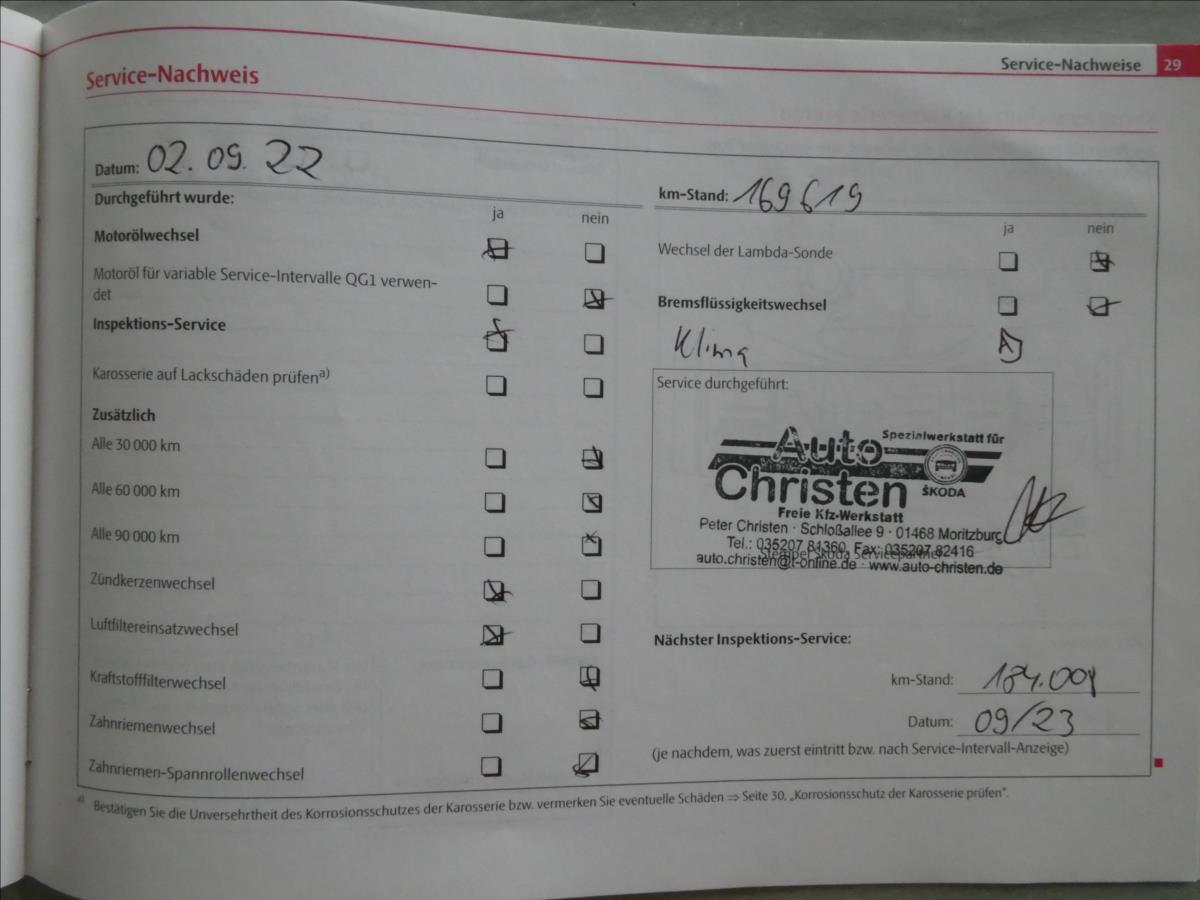 Service-Nachweise 29
Service-Nachweis
Datum: 02.09.22
Durchgeführt wurde:
ja nein
Motorölwechsel
Motoröl für variable Service-Intervalle QG1 verwen-
det
Inspektions-Service
Karosserie auf Lackschäden prüfen a)
Zusätzlich
Alle 30 000 km
Alle 60 000 km
Alle 90 000 km
Zündkerzenwechsel
Luftfiltereinsatzwechsel
Kraftstofffilterwechsel
Zahnriemenwechsel
Zahnriemen-Spannrollenwechsel
km-Stand: 169619
ja nein
Wechsel der Lambda-Sonde
Bremsflüssigkeitswechsel
Klima
Service durchgeführt:
Auto Spezialwerkstatt für
Christen ŠKODA
Freie Kfz-Werkstatt
Peter Christen · Schloßallee 9 · 01468 Moritzburg
Tel.: 035207 81360, Fax: 035207 82416
Stempel Skoda Servicepartner
auto.christen@t-online.de · www.auto-christen.de
Nächster Inspektions-Service:
km-Stand:
Datum: 09/23
(je nachdem, was zuerst eintritt bzw. nach Service-Intervall-Anzeige)
a) Bestätigen Sie die Unversehrtheit des Korrosionsschutzes der Karosserie bzw. vermerken Sie eventuelle Schäden ⇒ Seite 30, „Korrosionsschutz der Karosserie prüfen".